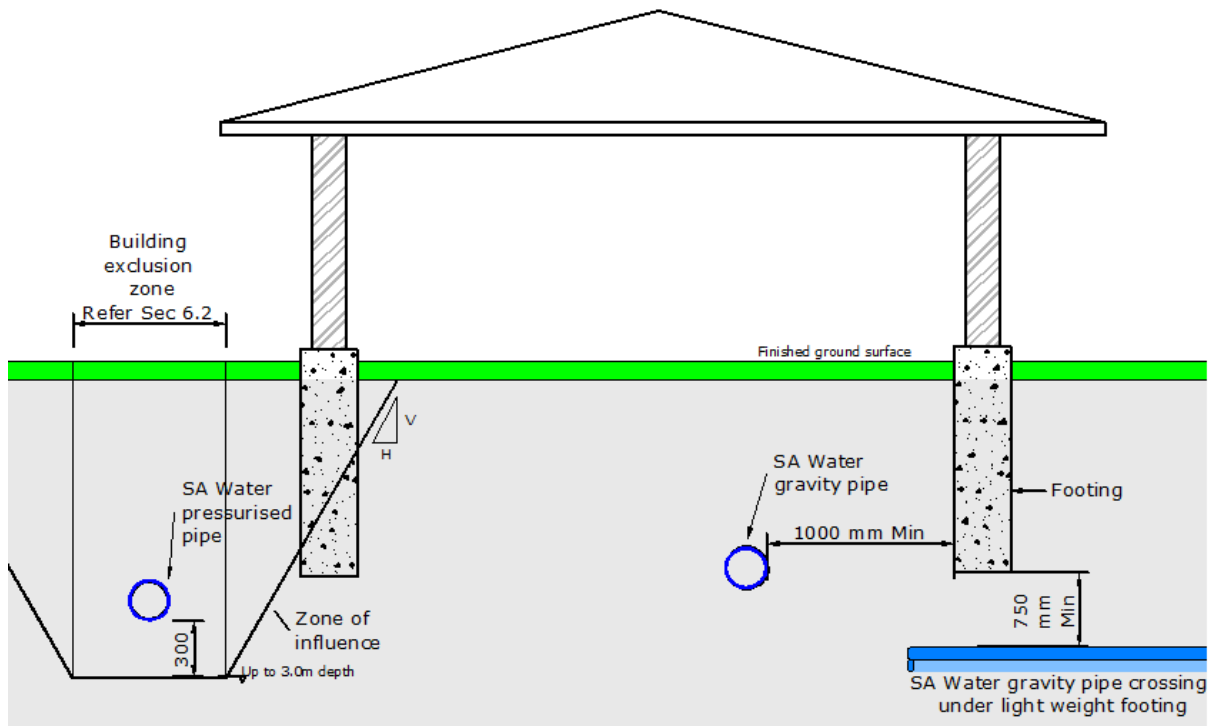 Building
exclusion
zone
Refer Sec 6.2
Finished ground surface
V
H
SA Water
pressurised
pipe
SA Water
gravity pipe
Footing
1000 mm Min
Zone of
influence
300
Up to 3.0m depth
750
mm
Min
SA Water gravity pipe crossing
under light weight footing